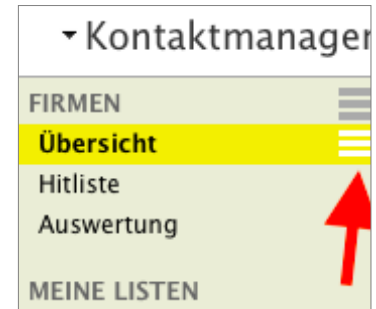 Kontaktmanager
FIRMEN
Übersicht
Hitliste
Auswertung
MEINE LISTEN